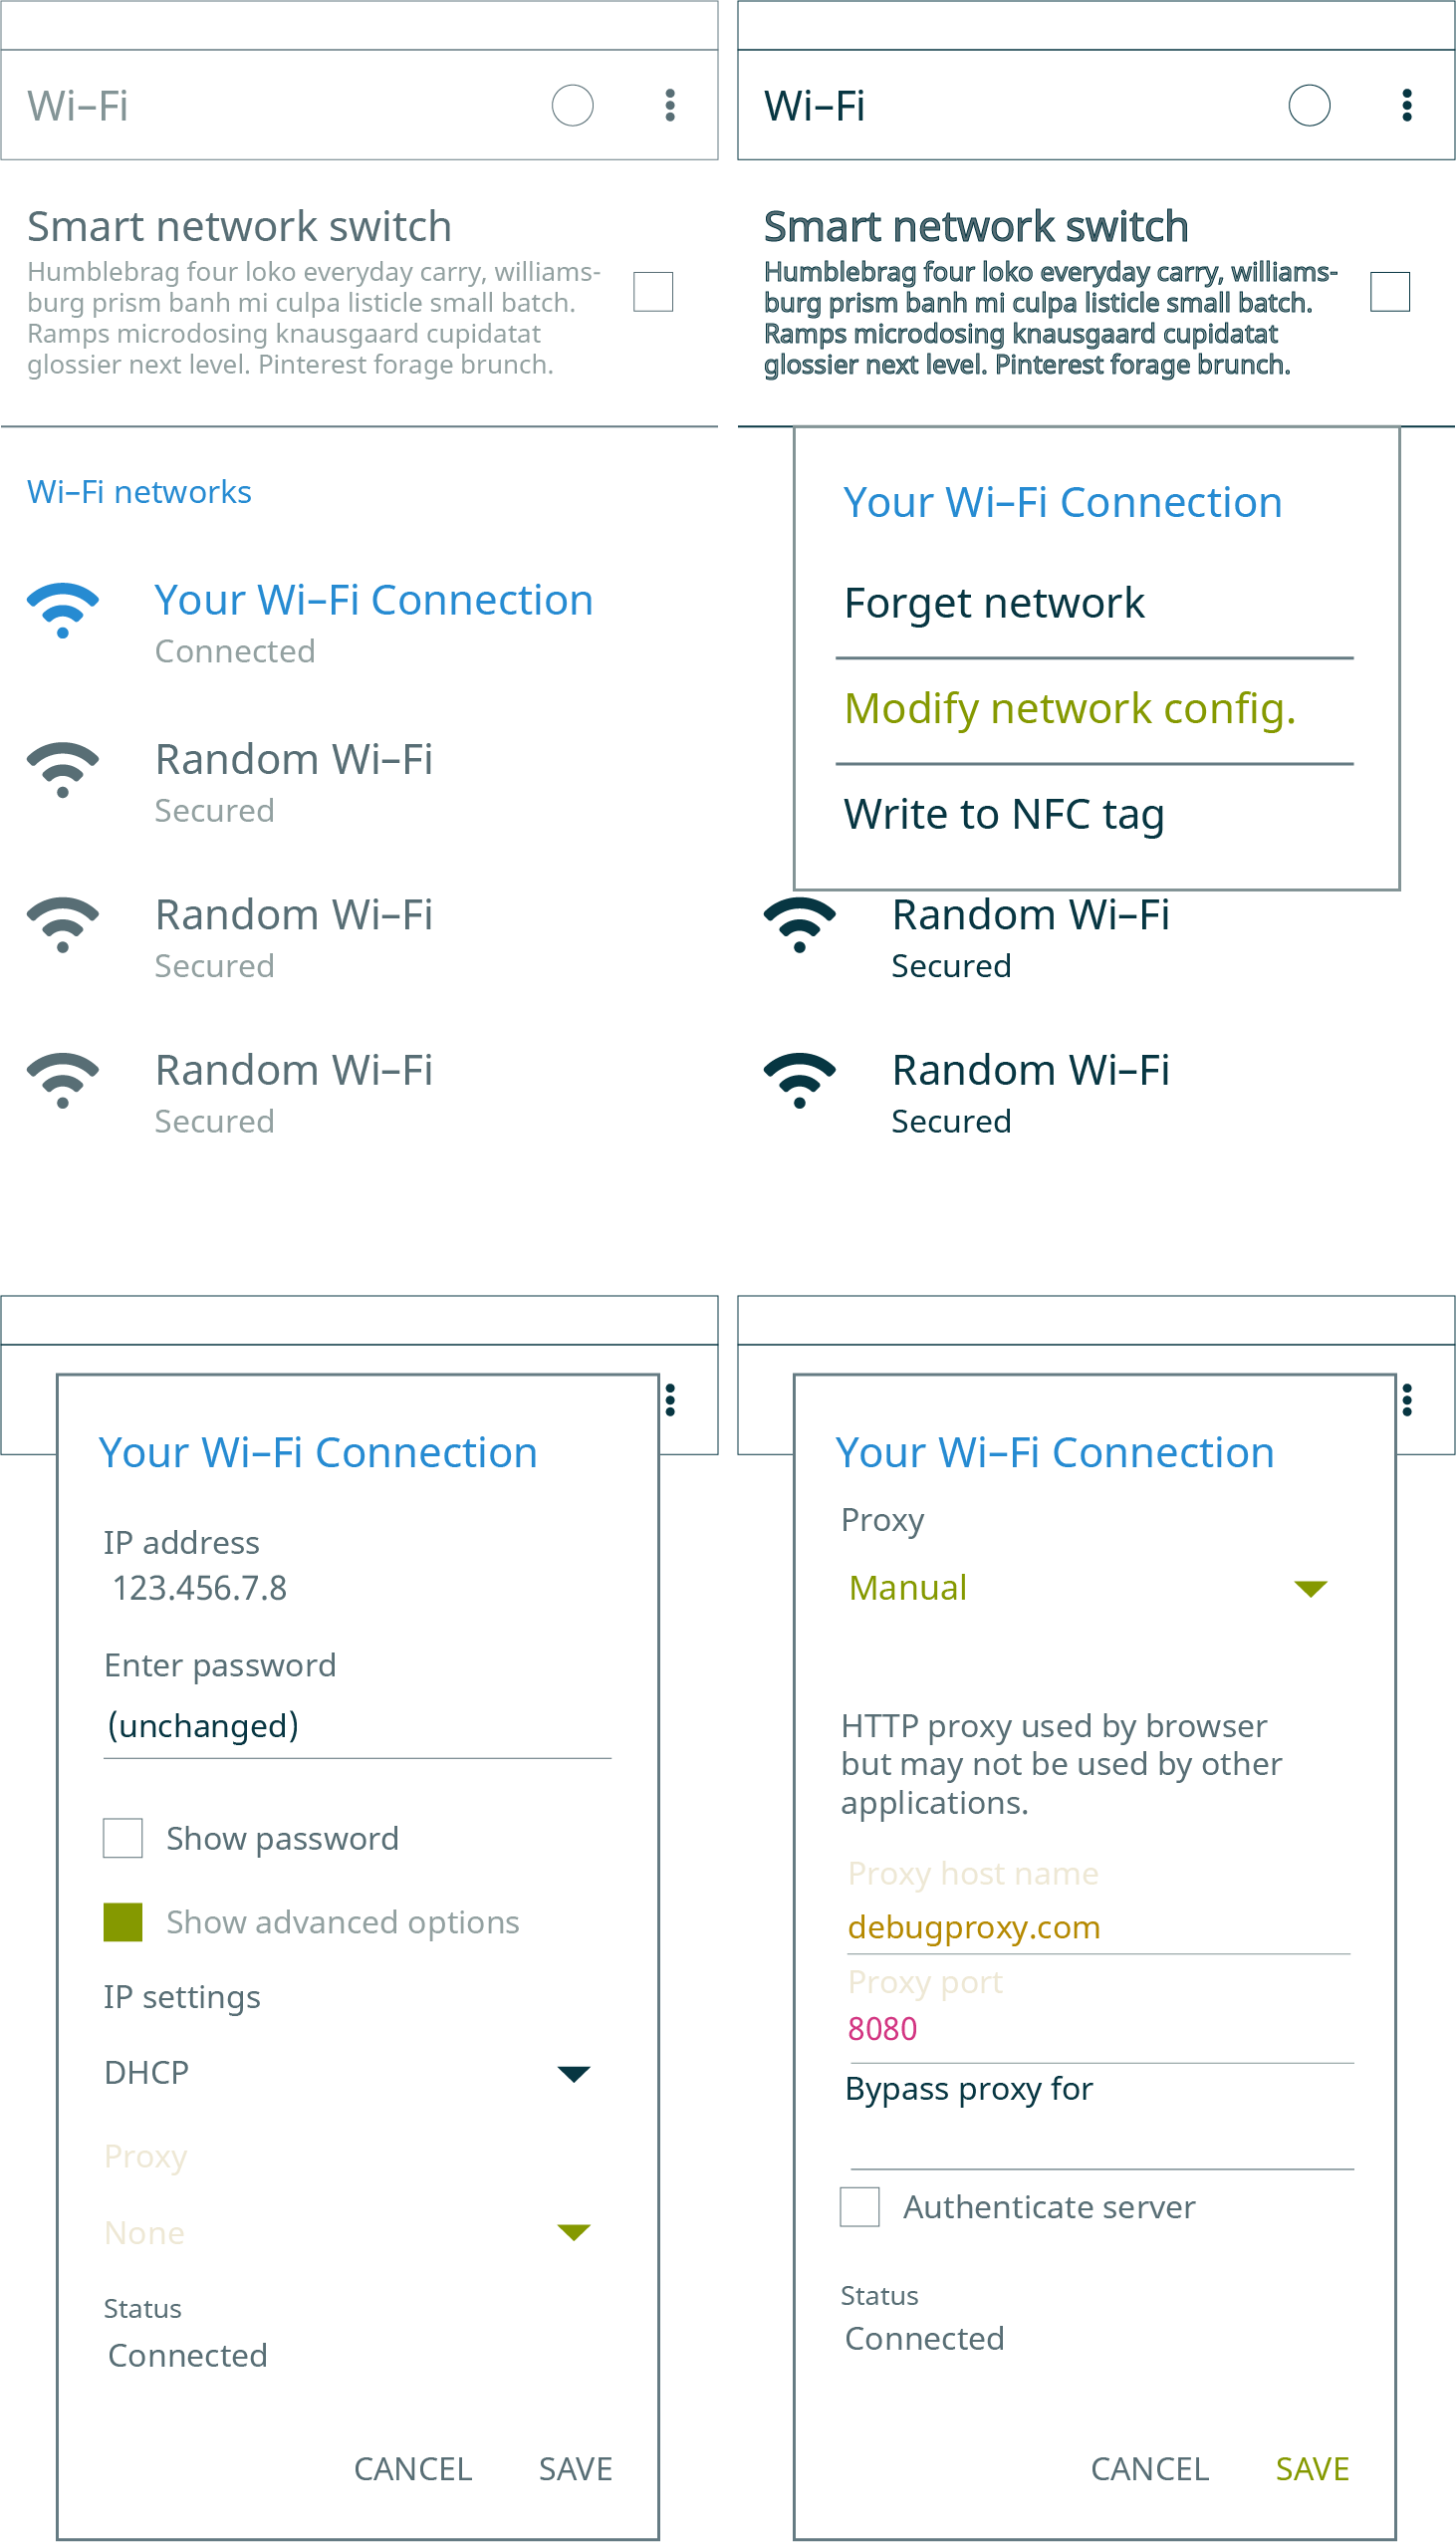 Wi–Fi
Smart network switch
Humblebrag four loko everyday carry, williams-
burg prism banh mi culpa listicle small batch.
Ramps microdosing knausgaard cupidatat
glossier next level. Pinterest forage brunch.
Wi–Fi networks
Your Wi–Fi Connection
Connected
Random Wi–Fi
Secured
Random Wi–Fi
Secured
Random Wi–Fi
Secured
Wi–Fi
Smart network switch
Humblebrag four loko everyday carry, williams-
burg prism banh mi culpa listicle small batch.
Ramps microdosing knausgaard cupidatat
glossier next level. Pinterest forage brunch.
Your Wi–Fi Connection
Forget network
Modify network config.
Write to NFC tag
Random Wi–Fi
Secured
Random Wi–Fi
Secured
Your Wi–Fi Connection
IP address
123.456.7.8
Enter password
(unchanged)
Show password
Show advanced options
IP settings
DHCP
Proxy
None
Status
Connected
CANCEL SAVE
Your Wi–Fi Connection
Proxy
Manual
HTTP proxy used by browser
but may not be used by other
applications.
Proxy host name
debugproxy.com
Proxy port
8080
Bypass proxy for
Authenticate server
Status
Connected
CANCEL SAVE